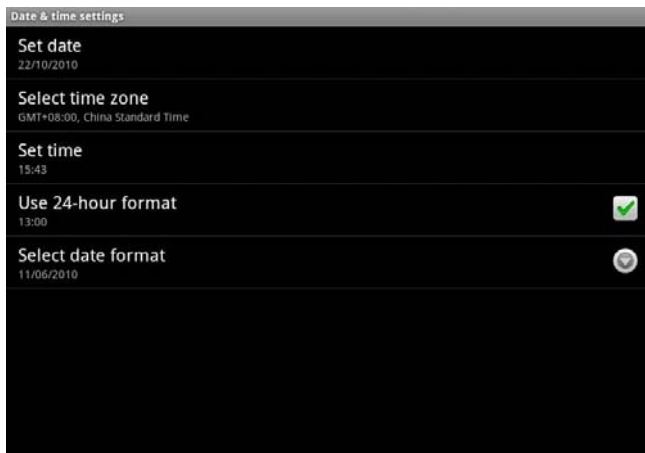 Date & time settings
Set date
22/10/2010
Select time zone
GMT+08:00, China Standard Time
Set time
15:43
Use 24-hour format
13:00
Select date format
11/06/2010